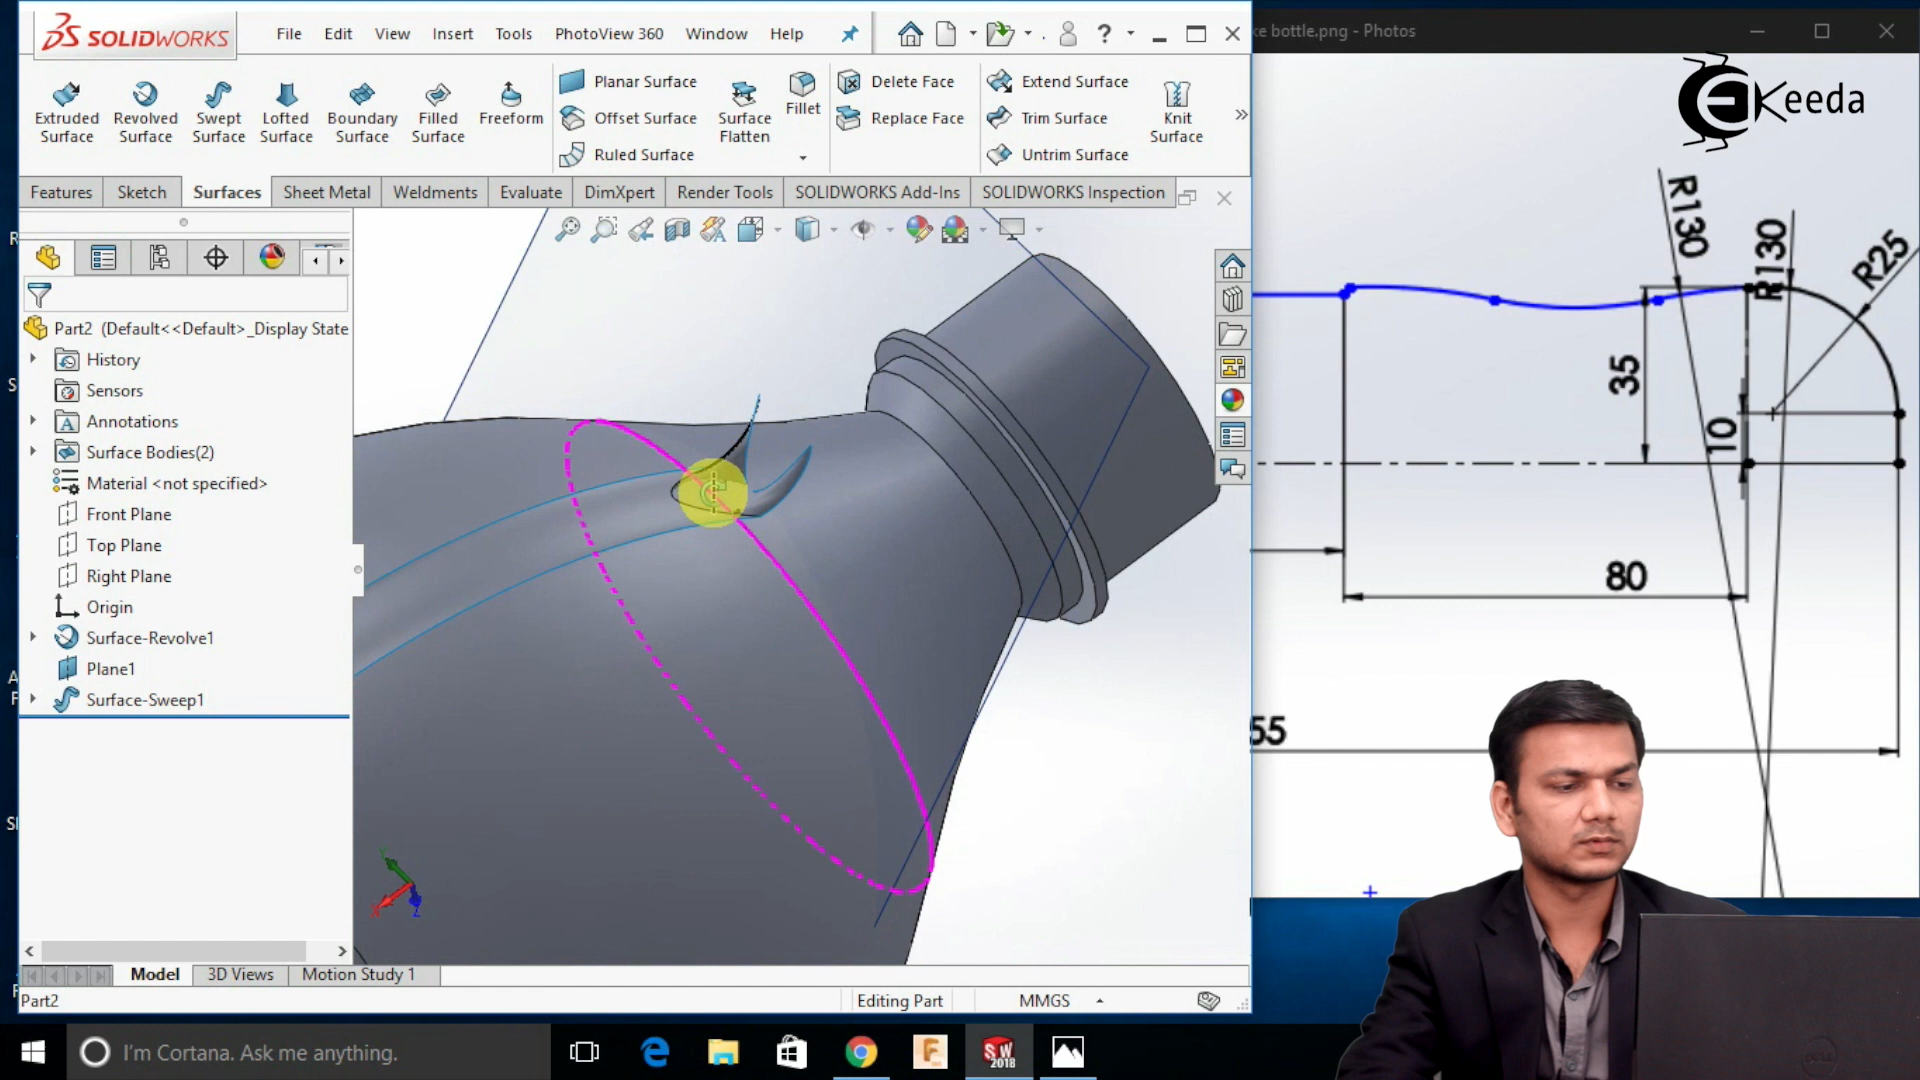 SOLIDWORKS
File Edit View Insert Tools PhotoView 360 Window Help
ke bottle.png - Photos
Keeda
Extruded Surface
Revolved Surface
Swept Surface
Lofted Surface
Boundary Surface
Filled Surface
Freeform
Planar Surface
Offset Surface
Ruled Surface
Surface Flatten
Fillet
Delete Face
Replace Face
Extend Surface
Trim Surface
Untrim Surface
Knit Surface
Features Sketch Surfaces Sheet Metal Weldments Evaluate DimXpert Render Tools SOLIDWORKS Add-Ins SOLIDWORKS Inspection
Part2 (Default<<Default>_Display State
History
Sensors
Annotations
Surface Bodies(2)
Material <not specified>
Front Plane
Top Plane
Right Plane
Origin
Surface-Revolve1
Plane1
Surface-Sweep1
R130
R130
R25
35
10
80
55
Model 3D Views Motion Study 1
Part2
Editing Part
MMGS
I'm Cortana. Ask me anything.
SW
2018